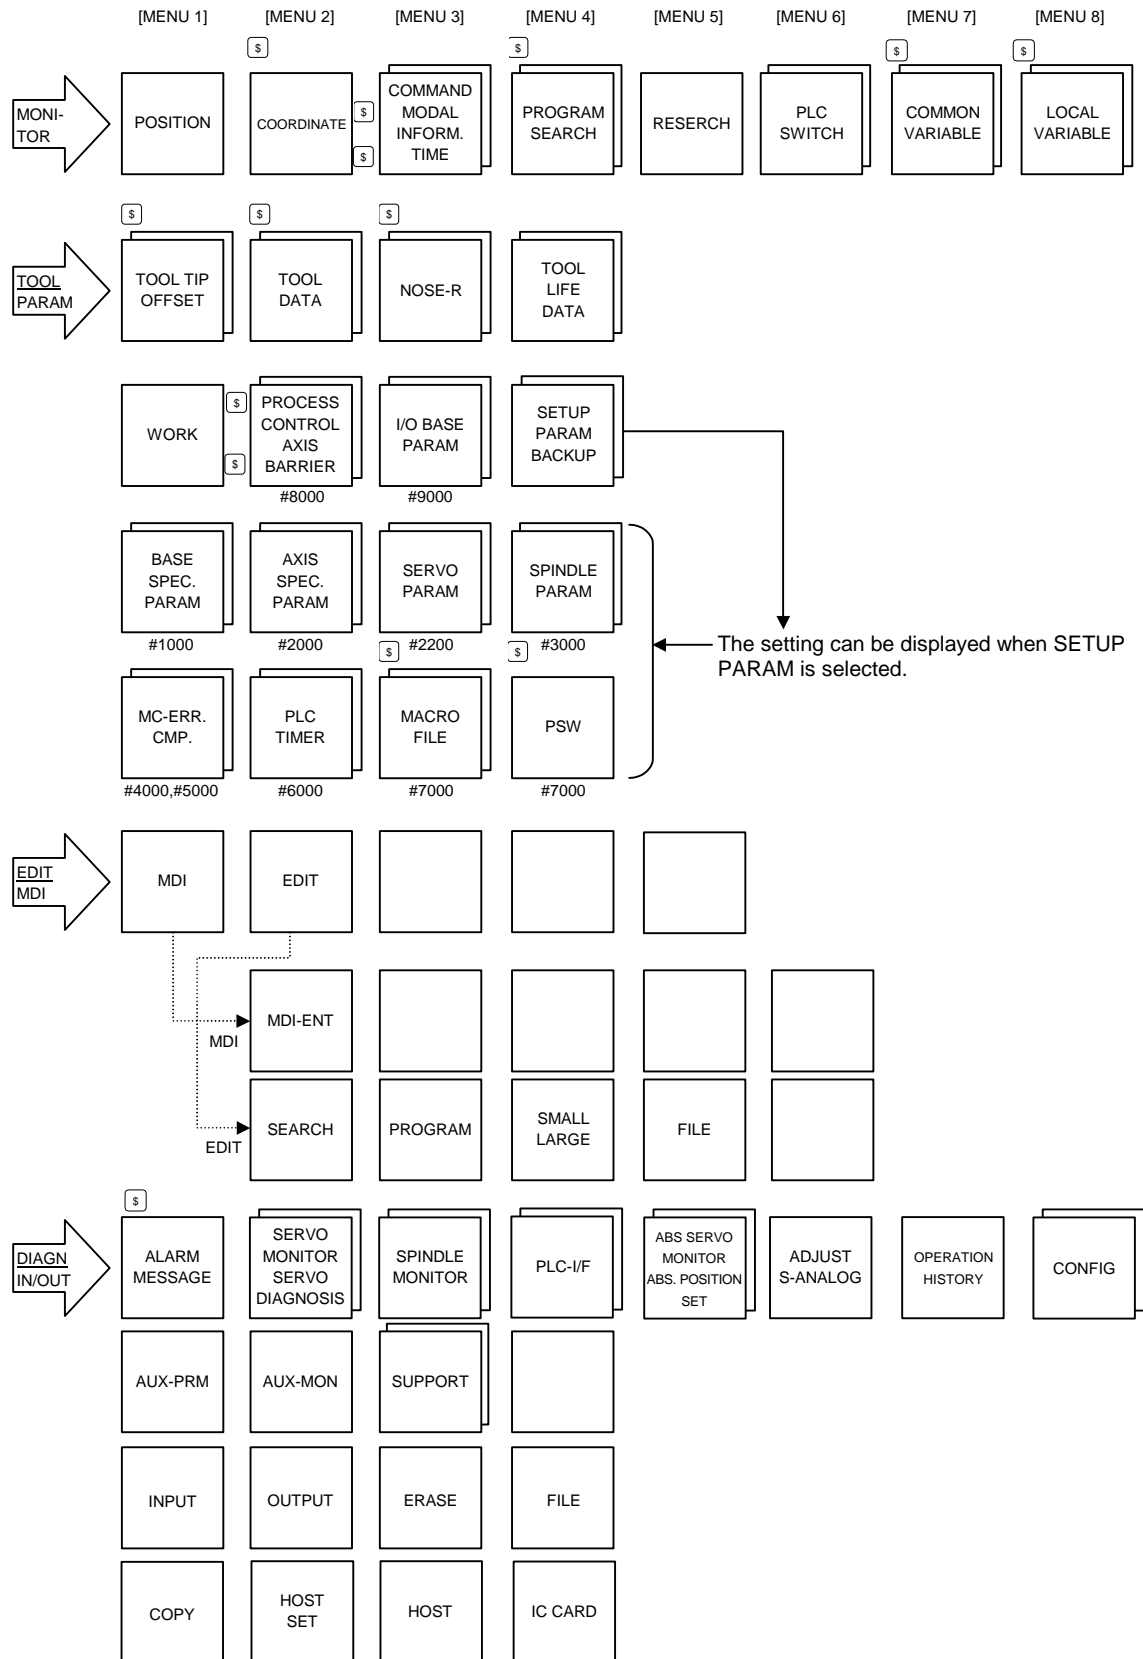 [MENU 1] [MENU 2] [MENU 3] [MENU 4] [MENU 5] [MENU 6] [MENU 7] [MENU 8]
$ $ $ $
MONI-
TOR
POSITION
COORDINATE
$
$
COMMAND
MODAL
INFORM.
TIME
PROGRAM
SEARCH
RESERCH
PLC
SWITCH
COMMON
VARIABLE
LOCAL
VARIABLE
$ $ $
TOOL
PARAM
TOOL TIP
OFFSET
TOOL
DATA
NOSE-R
TOOL
LIFE
DATA
WORK
$
$
PROCESS
CONTROL
AXIS
BARRIER
I/O BASE
PARAM
SETUP
PARAM
BACKUP
#8000 #9000
BASE
SPEC.
PARAM
AXIS
SPEC.
PARAM
SERVO
PARAM
SPINDLE
PARAM
#1000 #2000 #2200 #3000
The setting can be displayed when SETUP
PARAM is selected.
$ $
MC-ERR.
CMP.
PLC
TIMER
MACRO
FILE
PSW
#4000,#5000 #6000 #7000 #7000
EDIT
MDI
MDI
EDIT
MDI
MDI-ENT
EDIT
SEARCH
PROGRAM
SMALL
LARGE
FILE
$
DIAGN
IN/OUT
ALARM
MESSAGE
SERVO
MONITOR
SERVO
DIAGNOSIS
SPINDLE
MONITOR
PLC-I/F
ABS SERVO
MONITOR
ABS. POSITION
SET
ADJUST
S-ANALOG
OPERATION
HISTORY
CONFIG
AUX-PRM
AUX-MON
SUPPORT
INPUT
OUTPUT
ERASE
FILE
COPY
HOST
SET
HOST
IC CARD